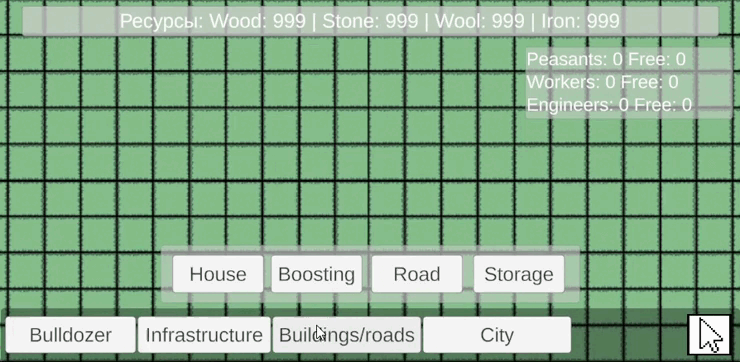 Ресурсы: Wood: 999 | Stone: 999 | Wool: 999 | Iron: 999
Peasants: 0 Free: 0
Workers: 0 Free: 0
Engineers: 0 Free: 0
House Boosting Road Storage
Bulldozer Infrastructure Buildings/roads City